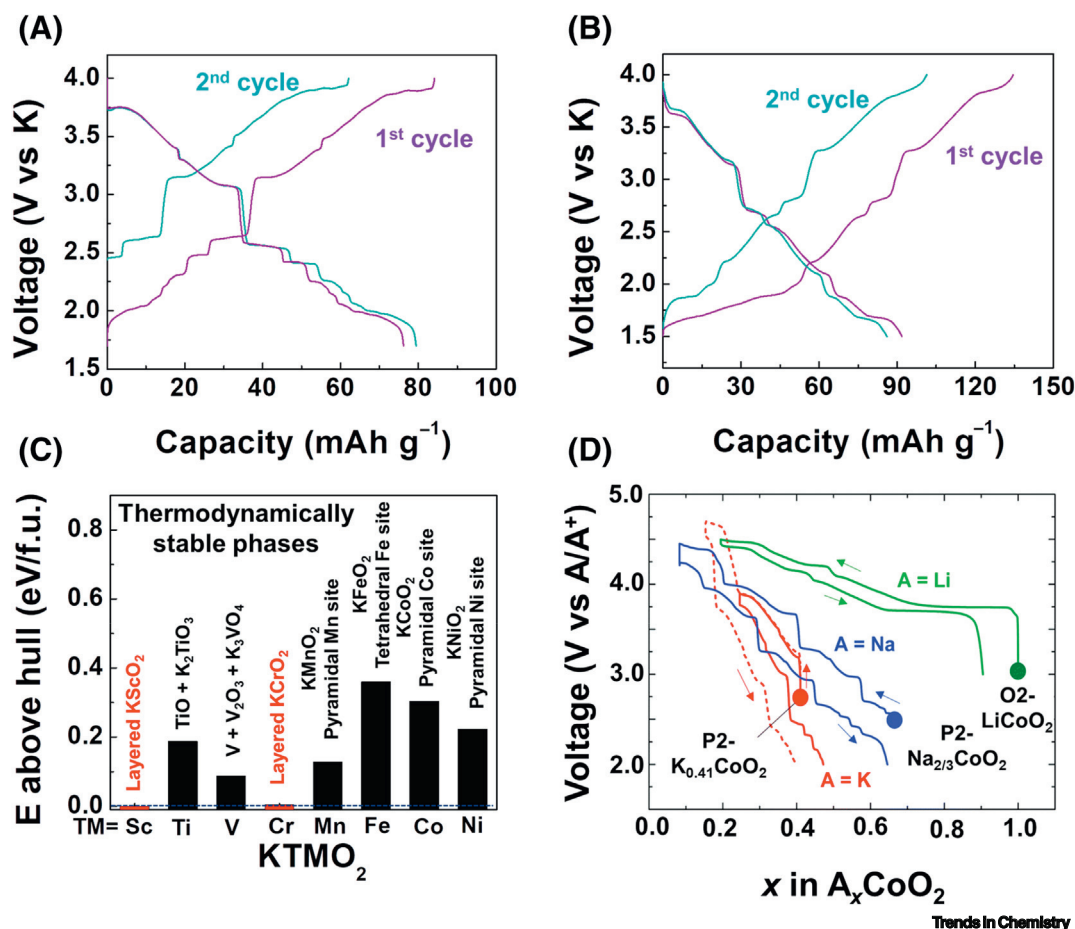 (A)
Voltage (V vs K)
4.0
3.5
3.0
2.5
2.0
1.5
2nd cycle
1st cycle
0
20
40
60
80
100
Capacity (mAh g⁻¹)
(B)
Voltage (V vs K)
4.0
3.5
3.0
2.5
2.0
1.5
2nd cycle
1st cycle
0
30
60
90
120
150
Capacity (mAh g⁻¹)
(C)
E above hull (eV/f.u.)
0.8
0.6
0.4
0.2
0.0
Thermodynamically
stable phases
Layered KScO₂
TiO + K₂TiO₃
V + V₂O₃ + K₃VO₄
Layered KCrO₂
KMnO₂
Pyramidal Mn site
KFeO₂
Tetrahedral Fe site
KCoO₂
Pyramidal Co site
KNiO₂
Pyramidal Ni site
TM= Sc Ti V Cr Mn Fe Co Ni
KTMO₂
(D)
Voltage (V vs A/A⁺)
5.0
4.0
3.0
2.0
A = Li
A = Na
A = K
O2-
LiCoO₂
P2-
Na2/3CoO₂
P2-
K0.41CoO₂
0.0
0.2
0.4
0.6
0.8
1.0
x in AₓCoO₂
Trends in Chemistry